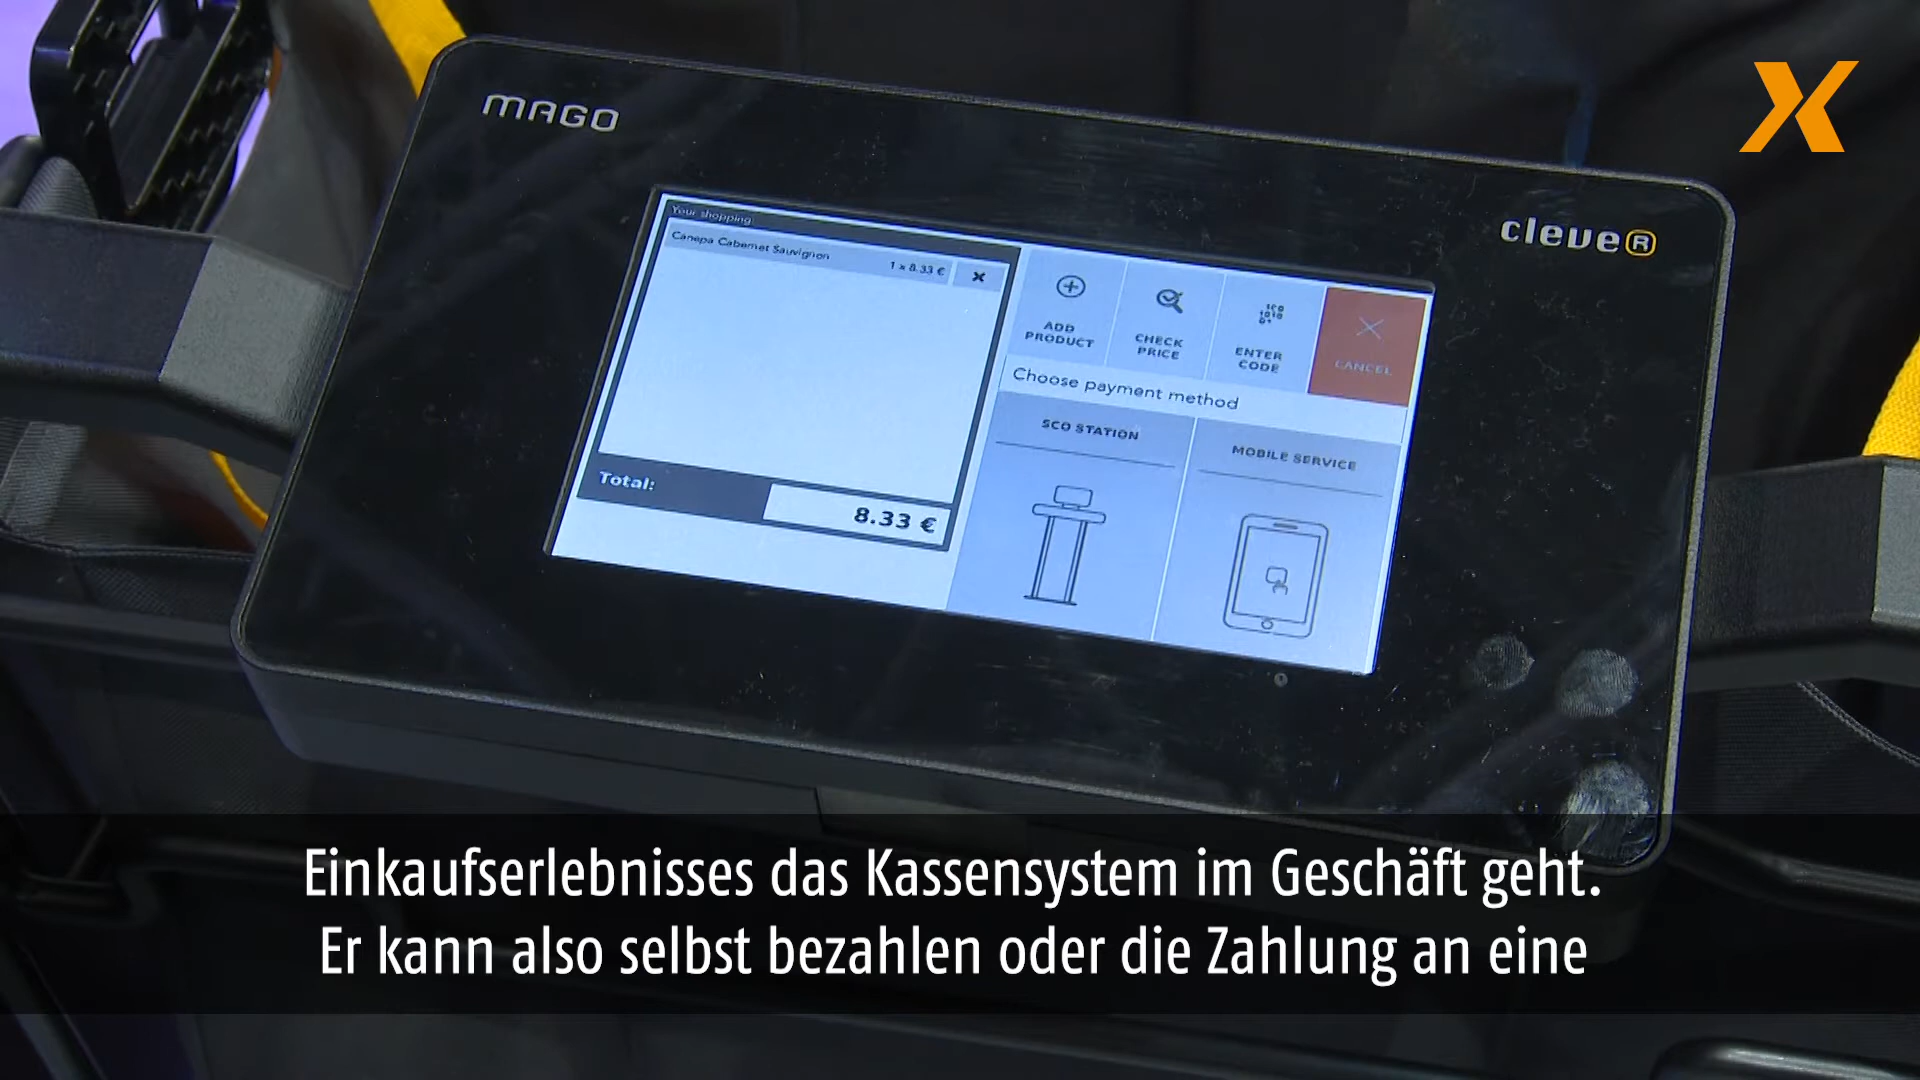 MAGO
X
cleveR
Your shopping
Canepa Cabernet Sauvignon 1 x 8.33 €
Total:
8.33 €
ADD
PRODUCT
CHECK
PRICE
ENTER
CODE
CANCEL
Choose payment method
SCO STATION
MOBILE SERVICE
Einkaufserlebnisses das Kassensystem im Geschäft geht.
Er kann also selbst bezahlen oder die Zahlung an eine